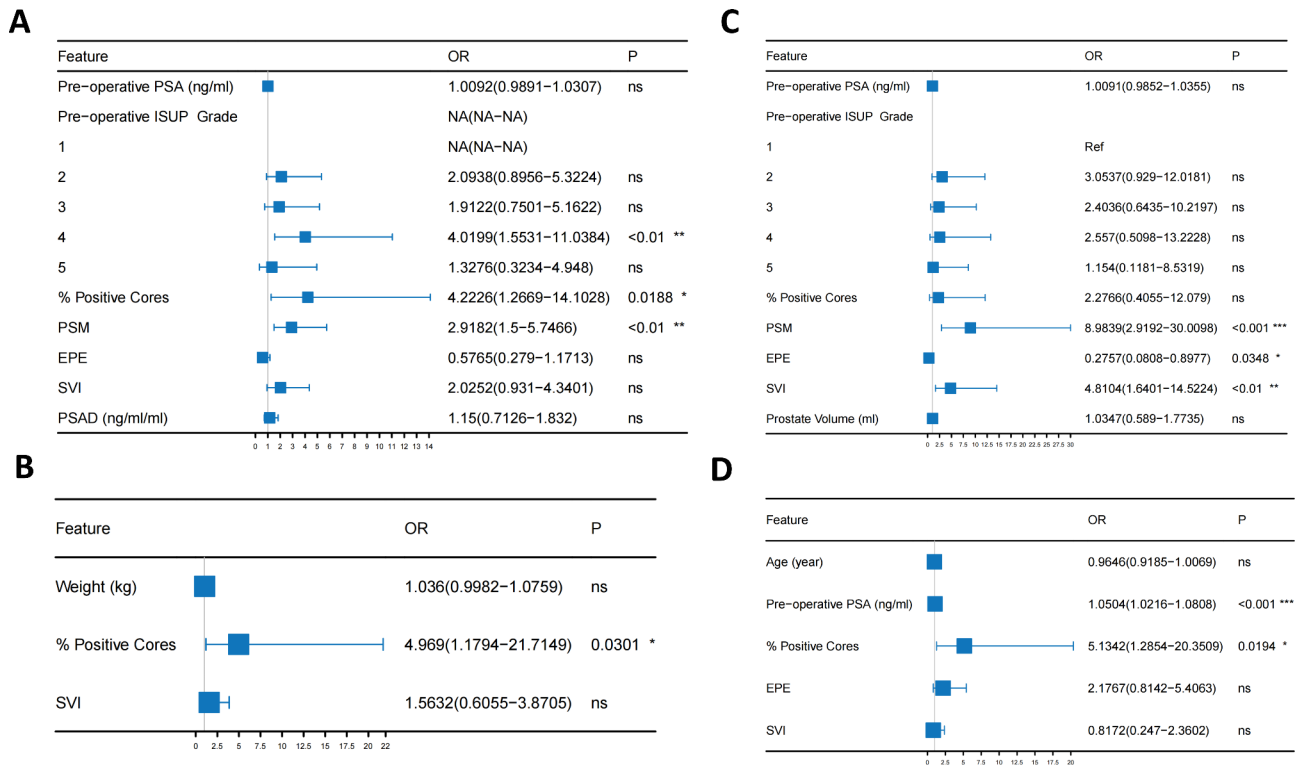 A
Feature OR P
Pre-operative PSA (ng/ml) 1.0092(0.9891-1.0307) ns
Pre-operative ISUP Grade NA(NA-NA)
1 NA(NA-NA)
2 2.0938(0.8956-5.3224) ns
3 1.9122(0.7501-5.1622) ns
4 4.0199(1.5531-11.0384) <0.01 **
5 1.3276(0.3234-4.948) ns
% Positive Cores 4.2226(1.2669-14.1028) 0.0188 *
PSM 2.9182(1.5-5.7466) <0.01 **
EPE 0.5765(0.279-1.1713) ns
SVI 2.0252(0.931-4.3401) ns
PSAD (ng/ml/ml) 1.15(0.7126-1.832) ns
0 1 2 3 4 5 6 7 8 9 10 11 12 13 14
B
Feature OR P
Weight (kg) 1.036(0.9982-1.0759) ns
% Positive Cores 4.969(1.1794-21.7149) 0.0301 *
SVI 1.5632(0.6055-3.8705) ns
0 2.5 5 7.5 10 12.5 15 17.5 20 22
C
Feature OR P
Pre-operative PSA (ng/ml) 1.0091(0.9852-1.0355) ns
Pre-operative ISUP Grade
1 Ref
2 3.0537(0.929-12.0181) ns
3 2.4036(0.6435-10.2197) ns
4 2.557(0.5098-13.2228) ns
5 1.154(0.1181-8.5319) ns
% Positive Cores 2.2766(0.4055-12.079) ns
PSM 8.9839(2.9192-30.0098) <0.001 ***
EPE 0.2757(0.0808-0.8977) 0.0348 *
SVI 4.8104(1.6401-14.5224) <0.01 **
Prostate Volume (ml) 1.0347(0.589-1.7735) ns
0 2.5 5 7.5 10 12.5 15 17.5 20 22.5 25 27.5 30
D
Feature OR P
Age (year) 0.9646(0.9185-1.0069) ns
Pre-operative PSA (ng/ml) 1.0504(1.0216-1.0808) <0.001 ***
% Positive Cores 5.1342(1.2854-20.3509) 0.0194 *
EPE 2.1767(0.8142-5.4063) ns
SVI 0.8172(0.247-2.3602) ns
0 2.5 5 7.5 10 12.5 15 17.5 20